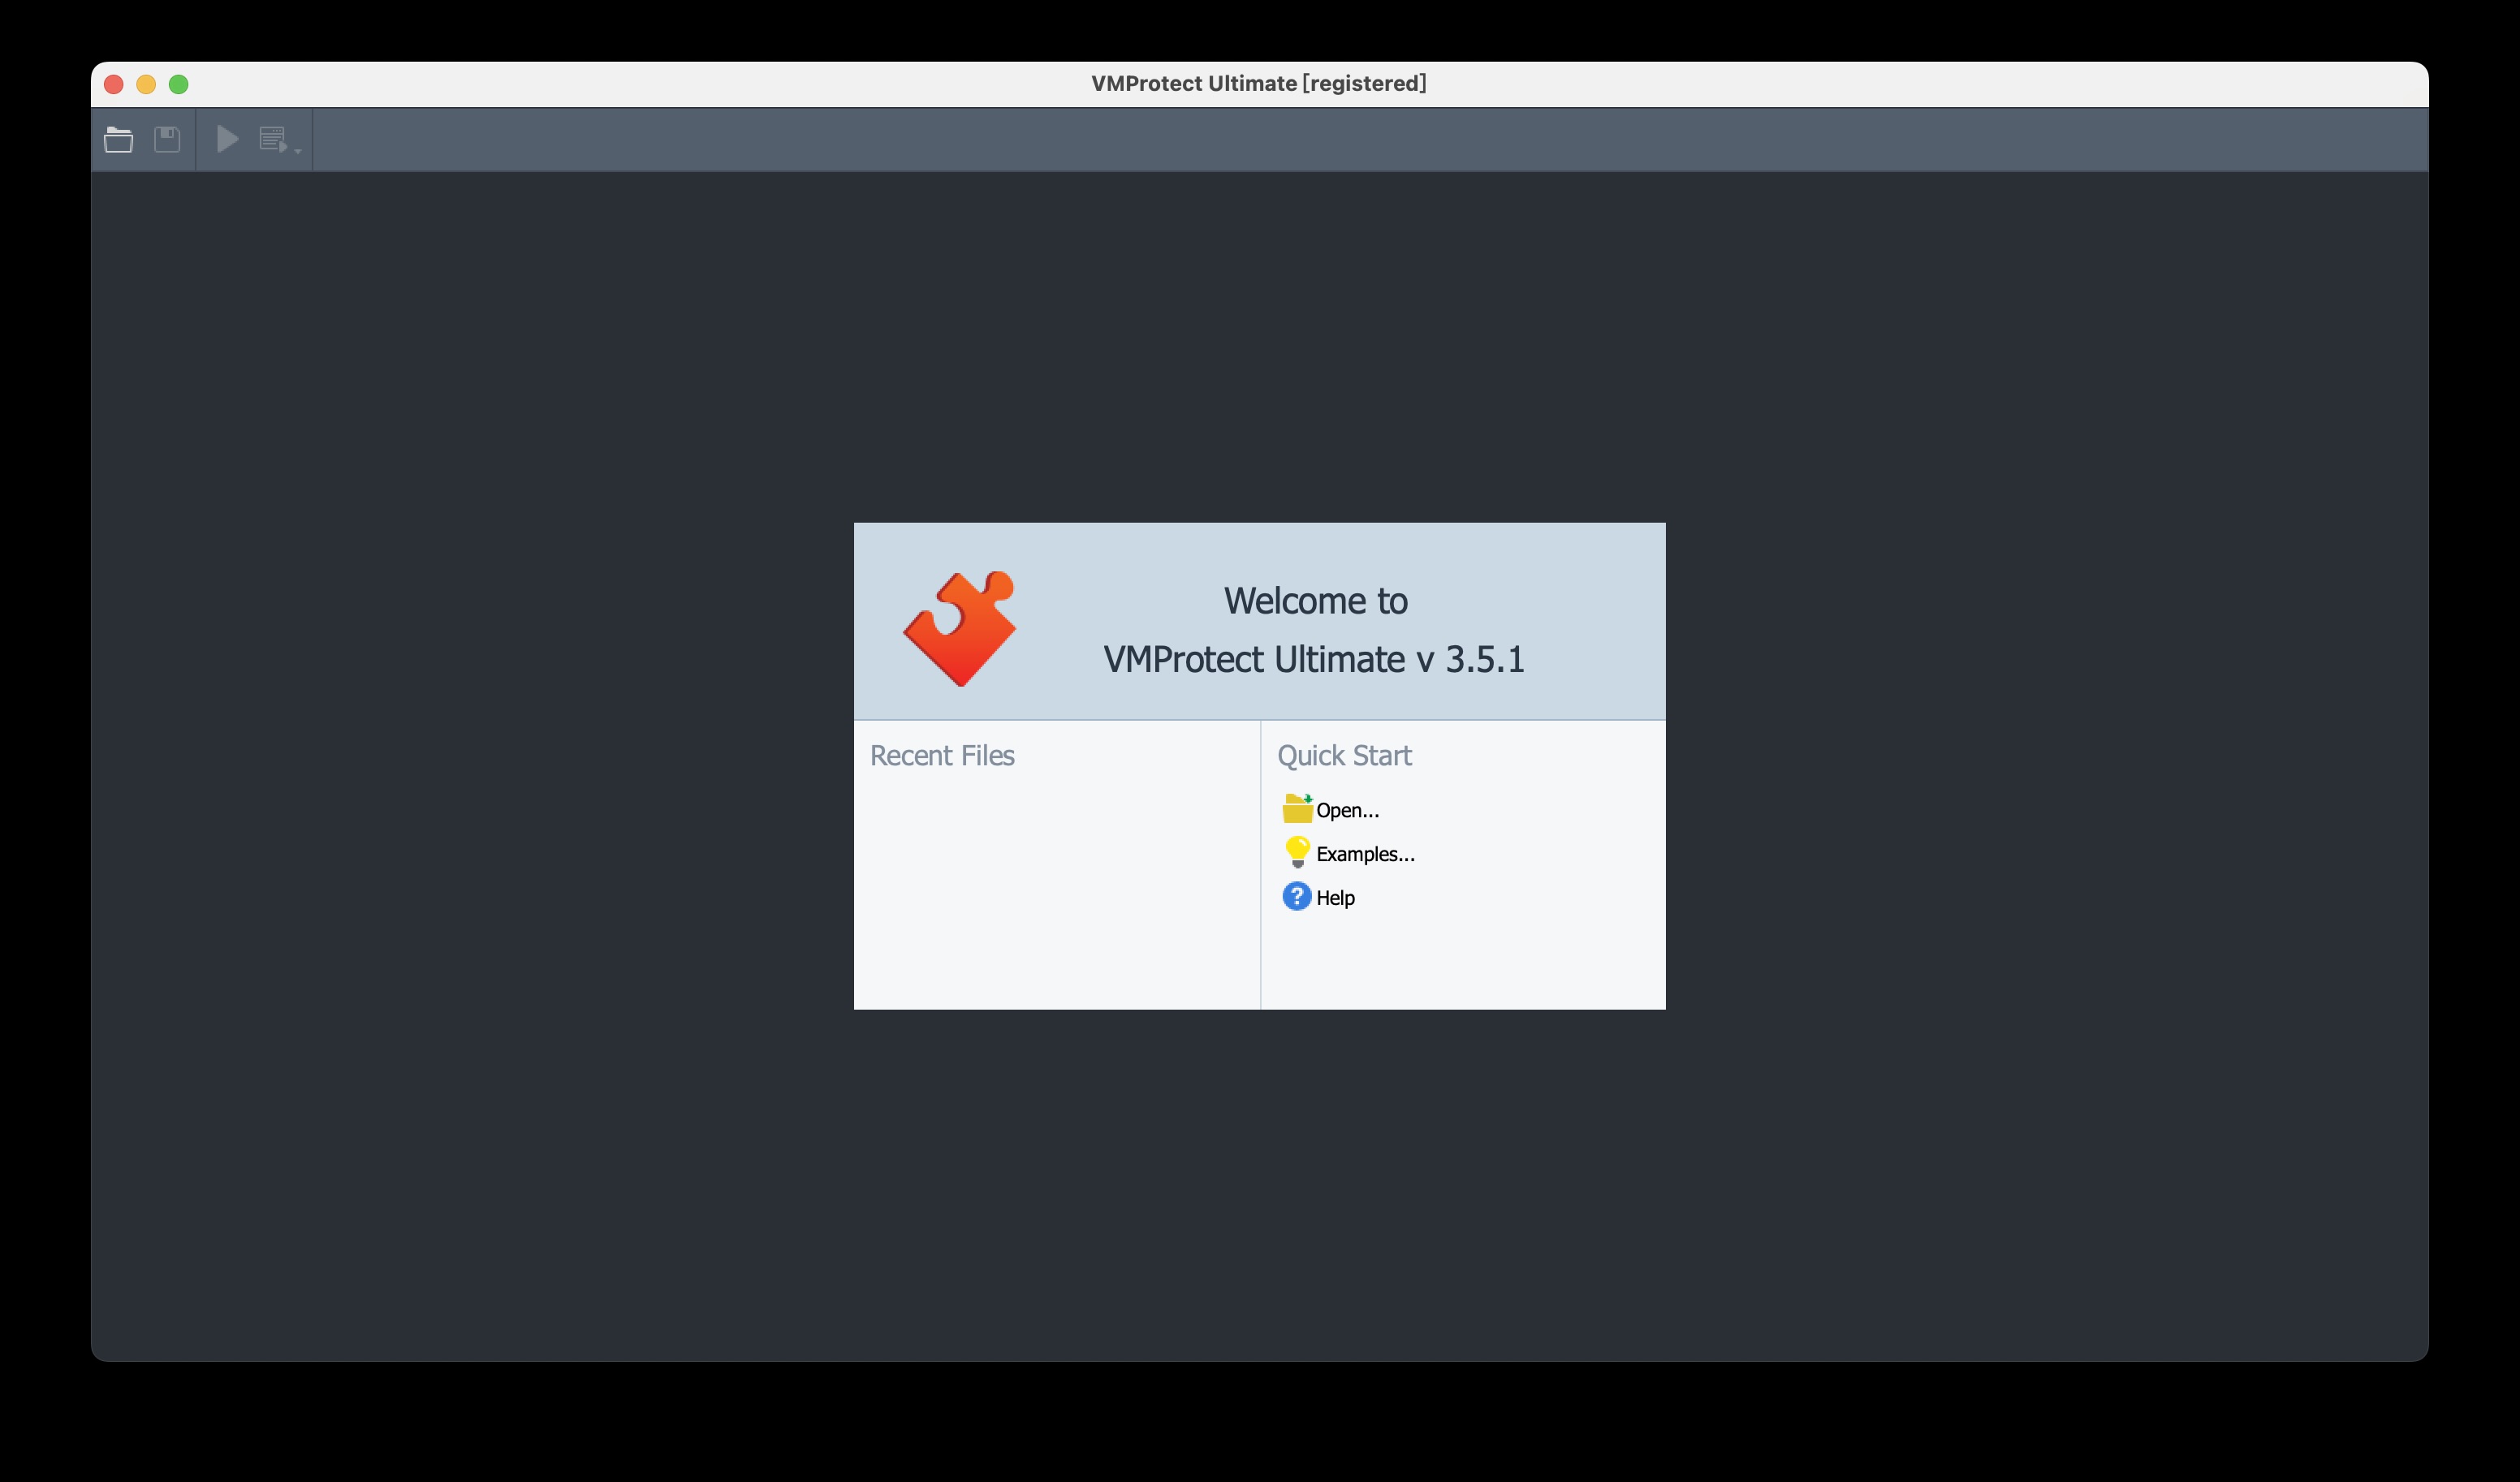 VMProtect Ultimate [registered]
Welcome to
VMProtect Ultimate v 3.5.1
Recent Files
Quick Start
Open...
Examples...
Help